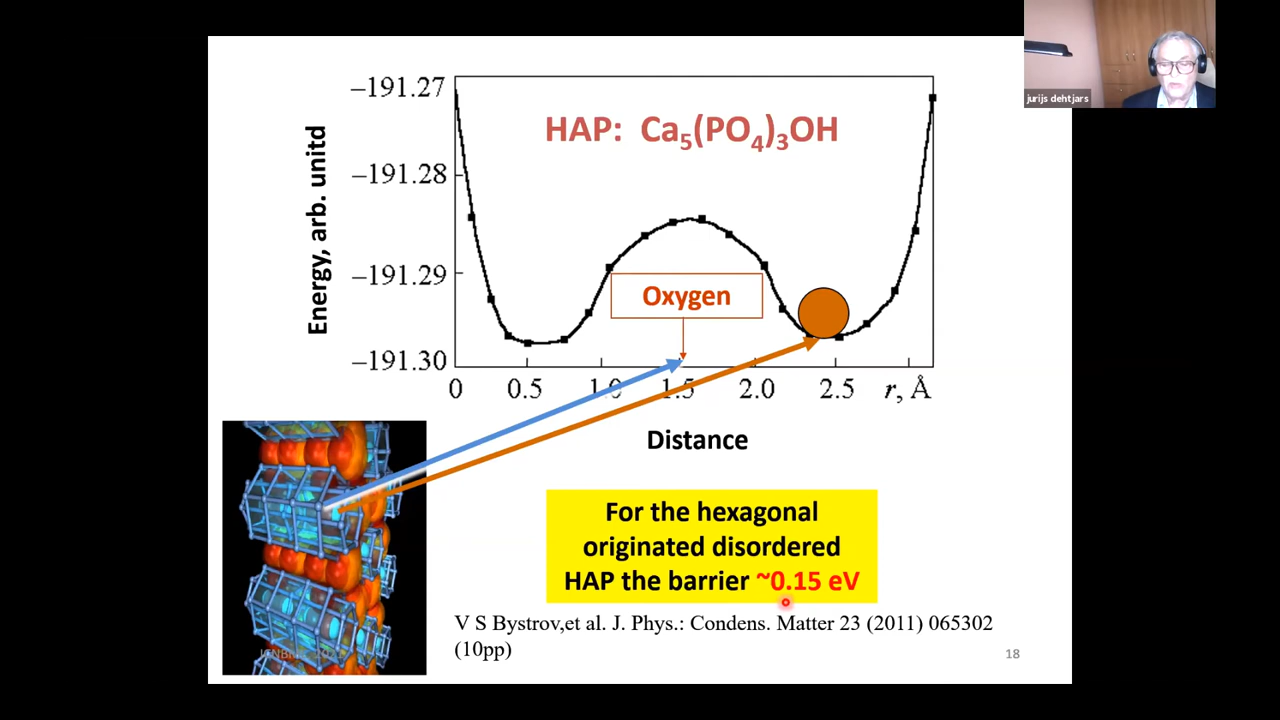 jurijs dehtjars
HAP: Ca5(PO4)3OH
Energy, arb. unitd
–191.27
–191.28
–191.29
–191.30
Oxygen
0 0.5 1.0 1.5 2.0 2.5 r, Å
Distance
For the hexagonal
originated disordered
HAP the barrier ~0.15 eV
V S Bystrov,et al. J. Phys.: Condens. Matter 23 (2011) 065302
(10pp)
18